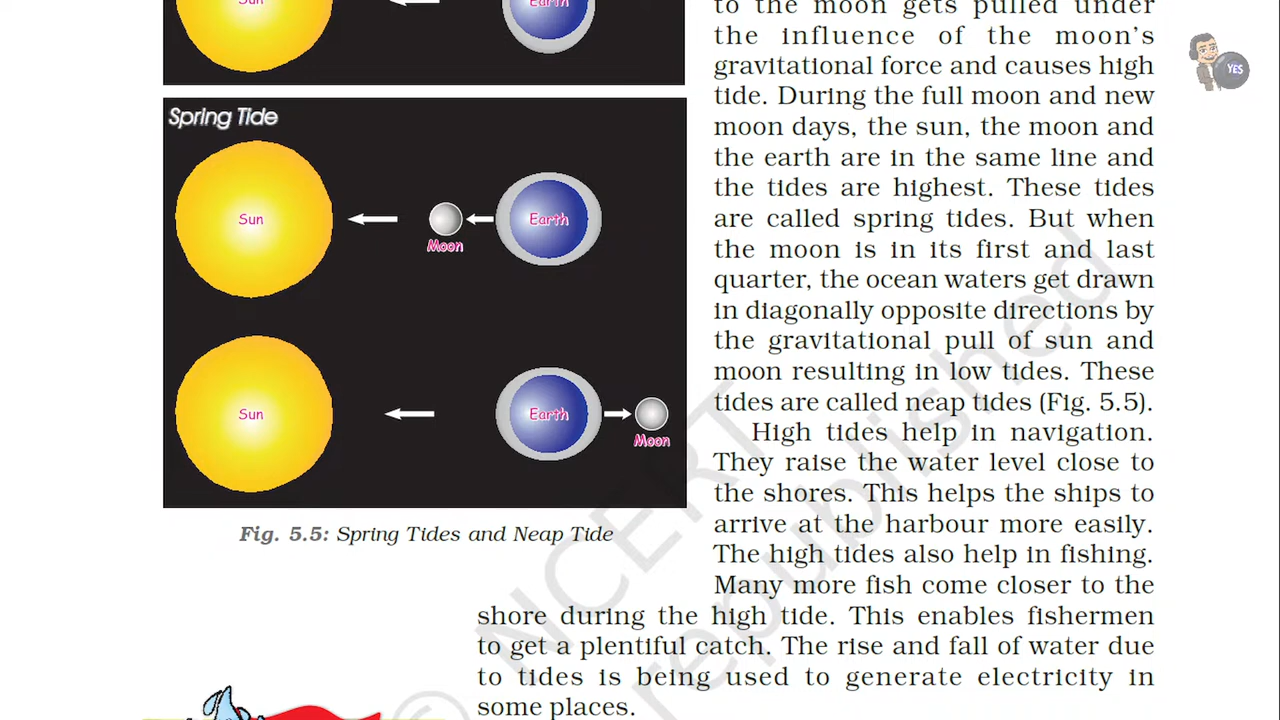 Sun
Earth
Spring Tide
Sun
Moon
Earth
Sun
Earth
Moon
Fig. 5.5: Spring Tides and Neap Tide
to the moon gets pulled under
the influence of the moon's
gravitational force and causes high
tide. During the full moon and new
moon days, the sun, the moon and
the earth are in the same line and
the tides are highest. These tides
are called spring tides. But when
the moon is in its first and last
quarter, the ocean waters get drawn
in diagonally opposite directions by
the gravitational pull of sun and
moon resulting in low tides. These
tides are called neap tides (Fig. 5.5).
High tides help in navigation.
They raise the water level close to
the shores. This helps the ships to
arrive at the harbour more easily.
The high tides also help in fishing.
Many more fish come closer to the
shore during the high tide. This enables fishermen
to get a plentiful catch. The rise and fall of water due
to tides is being used to generate electricity in
some places.
YES
© NCERT
republished